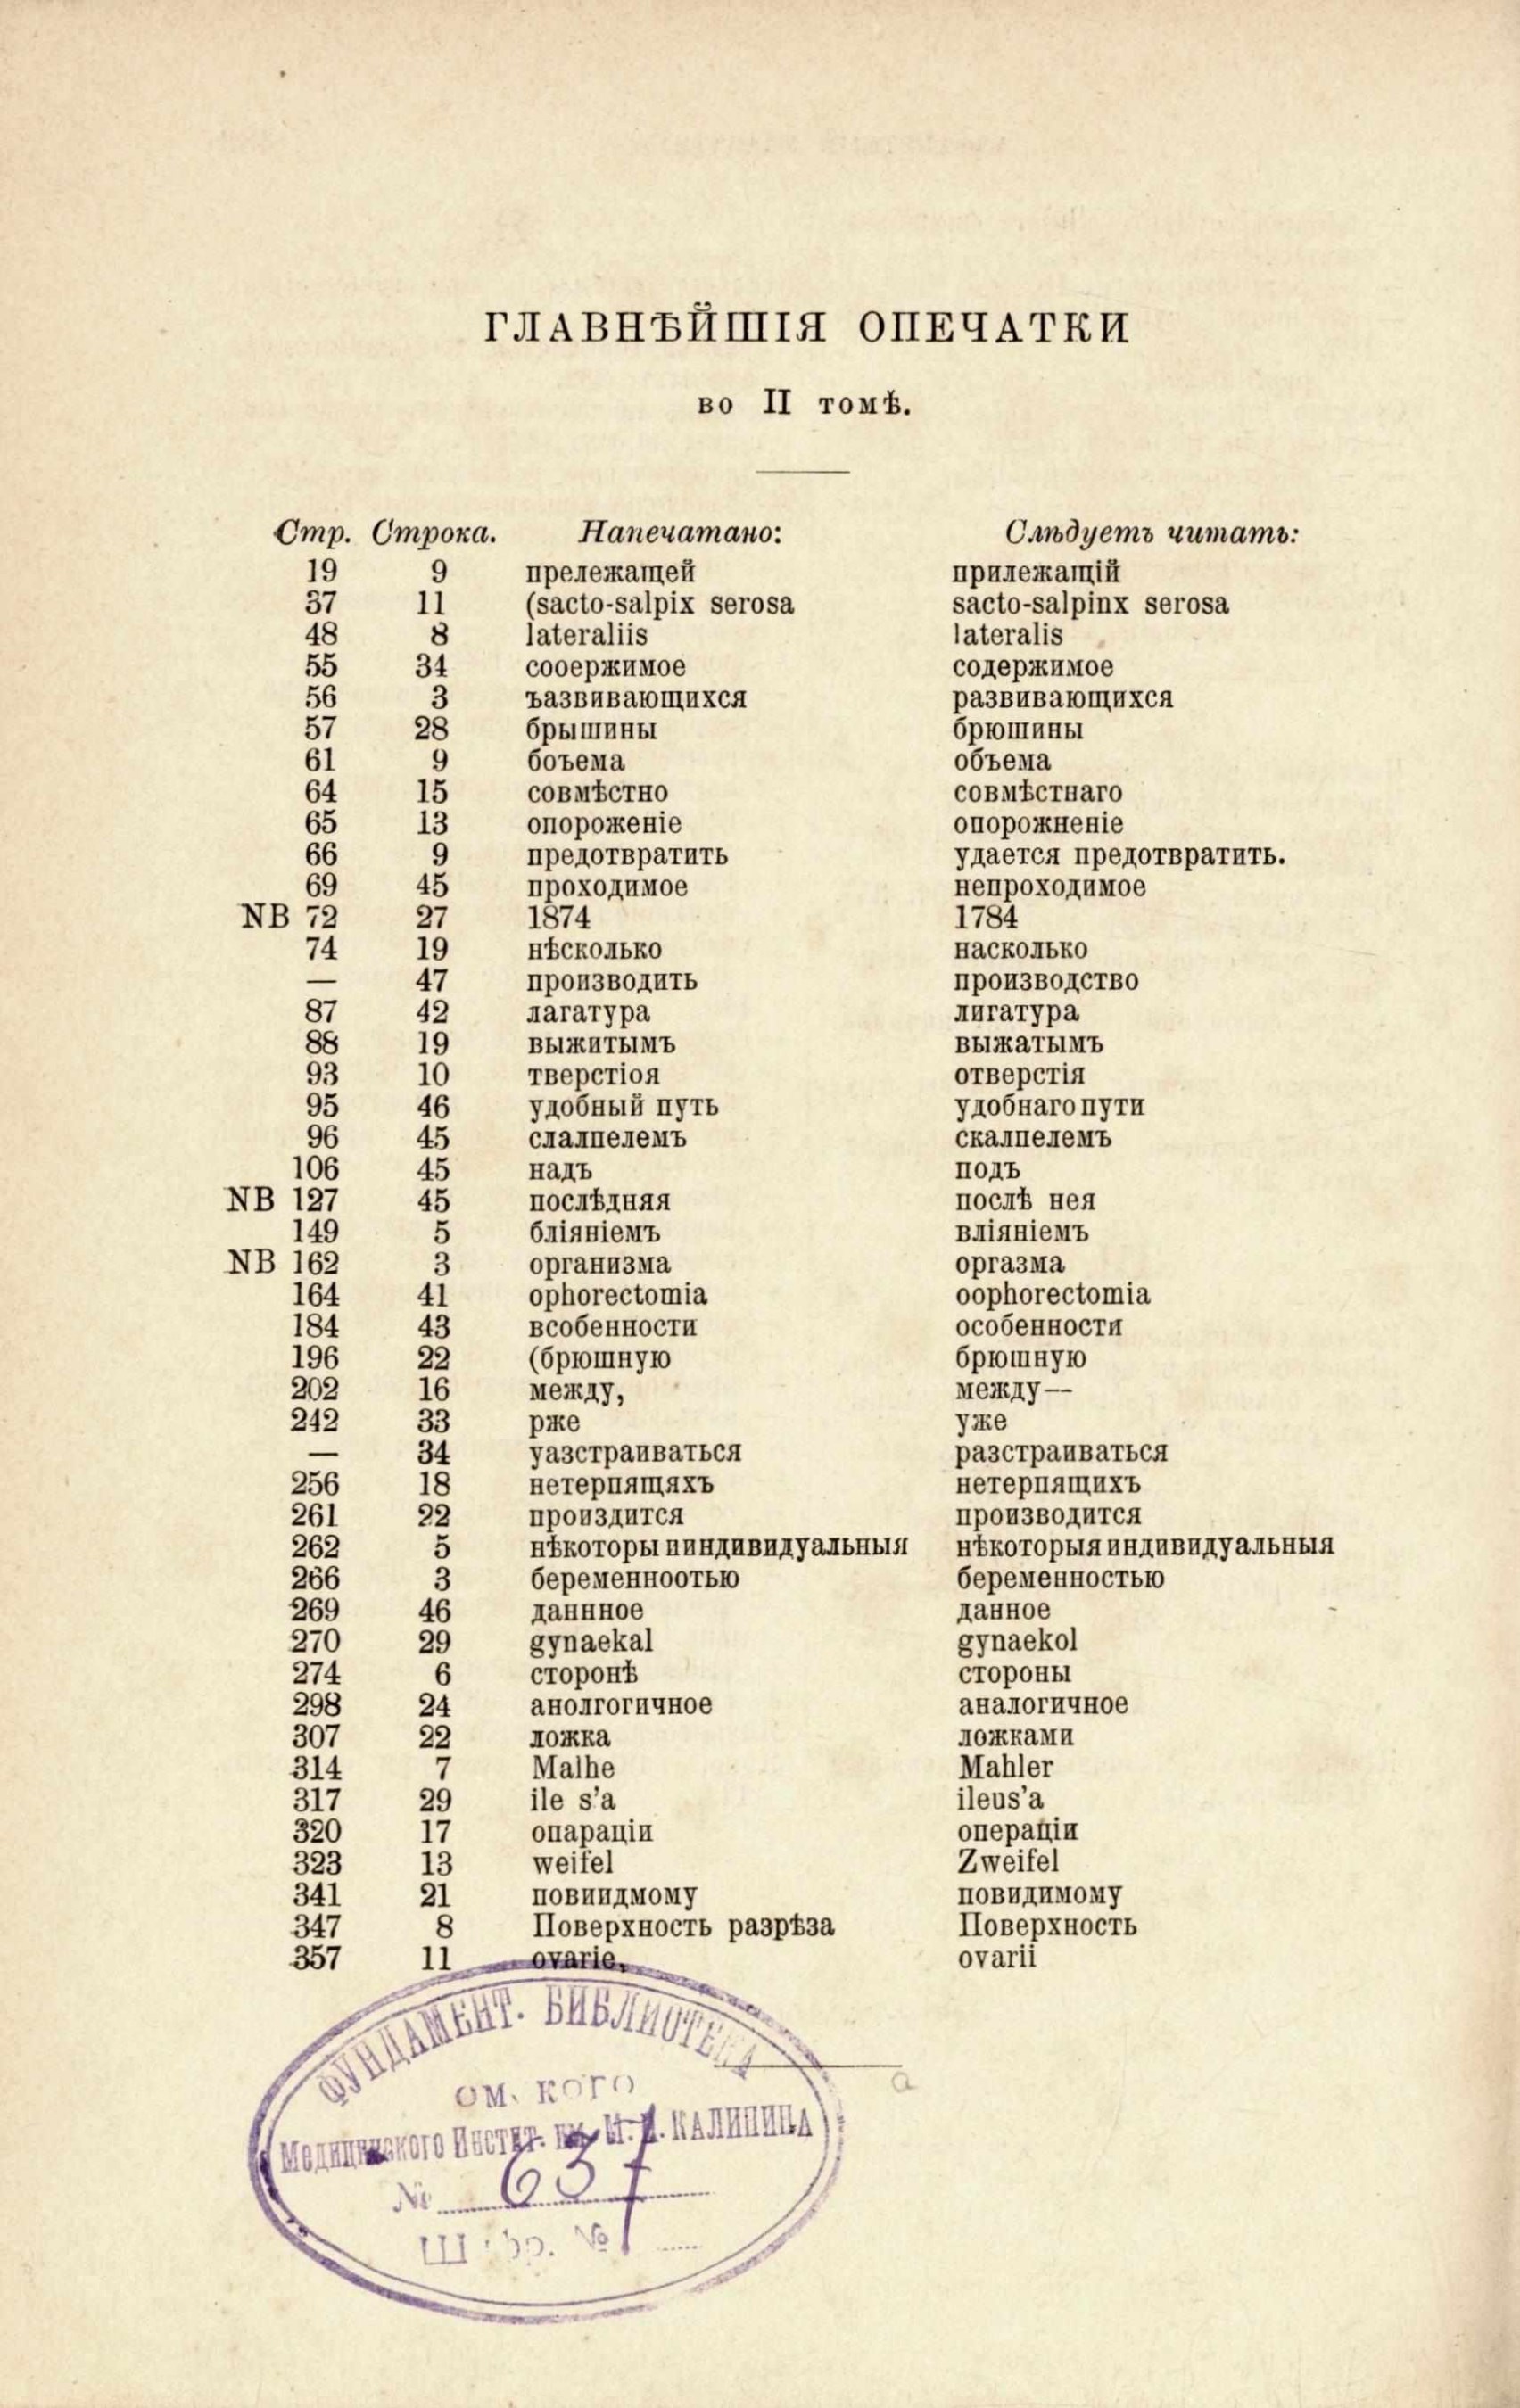 ГЛАВНѢЙШІЯ ОПЕЧАТКИ
во II томѣ.
Стр. Строка. Напечатано: Слѣдуетъ читать:
19 9 прележащей прилежащій
37 11 (sacto-salpix serosa sacto-salpinx serosa
48 8 lateraliis lateralis
55 34 сооержимое содержимое
56 3 ъазвивающихся развивающихся
57 28 брышины брюшины
61 9 боъема объема
64 15 совмѣстно совмѣстнаго
65 13 опороженіе опорожненіе
66 9 предотвратить удается предотвратить.
69 45 проходимое непроходимое
NB 72 27 1874 1784
74 19 нѣсколько насколько
— 47 производить производство
87 42 лагатура лигатура
88 19 выжитымъ выжатымъ
93 10 тверстіоя отверстія
95 46 удобный путь удобнаго пути
96 45 слалпелемъ скалпелемъ
106 45 надъ подъ
NB 127 45 послѣдняя послѣ нея
149 5 бліяніемъ вліяніемъ
NB 162 3 организма оргазма
164 41 ophorectomia oophorectomia
184 43 всобенности особенности
196 22 (брюшную брюшную
202 16 между, между—
242 33 рже уже
— 34 уазстраиваться разстраиваться
256 18 нетерпящяхъ нетерпящихъ
261 22 произдится производится
262 5 нѣкоторы ииндивидуальныя нѣкоторыя индивидуальныя
266 3 беременноотью беременностью
269 46 даннное данное
270 29 gynaekal gynaekol
274 6 сторонѣ стороны
298 24 анолгогичное аналогичное
307 22 ложка ложками
314 7 Malhe Mahler
317 29 ile s'a ileus'a
320 17 опараціи операціи
323 13 weifel Zweifel
341 21 повиидмому повидимому
347 8 Поверхность разрѣза Поверхность
357 11 ovarie, ovarii
ФУНДАМЕНТ. БИБЛИОТЕКА
ом. кого
а
Медицинского Инстит. им. М. И. КАЛИНИНА
№ 637
№